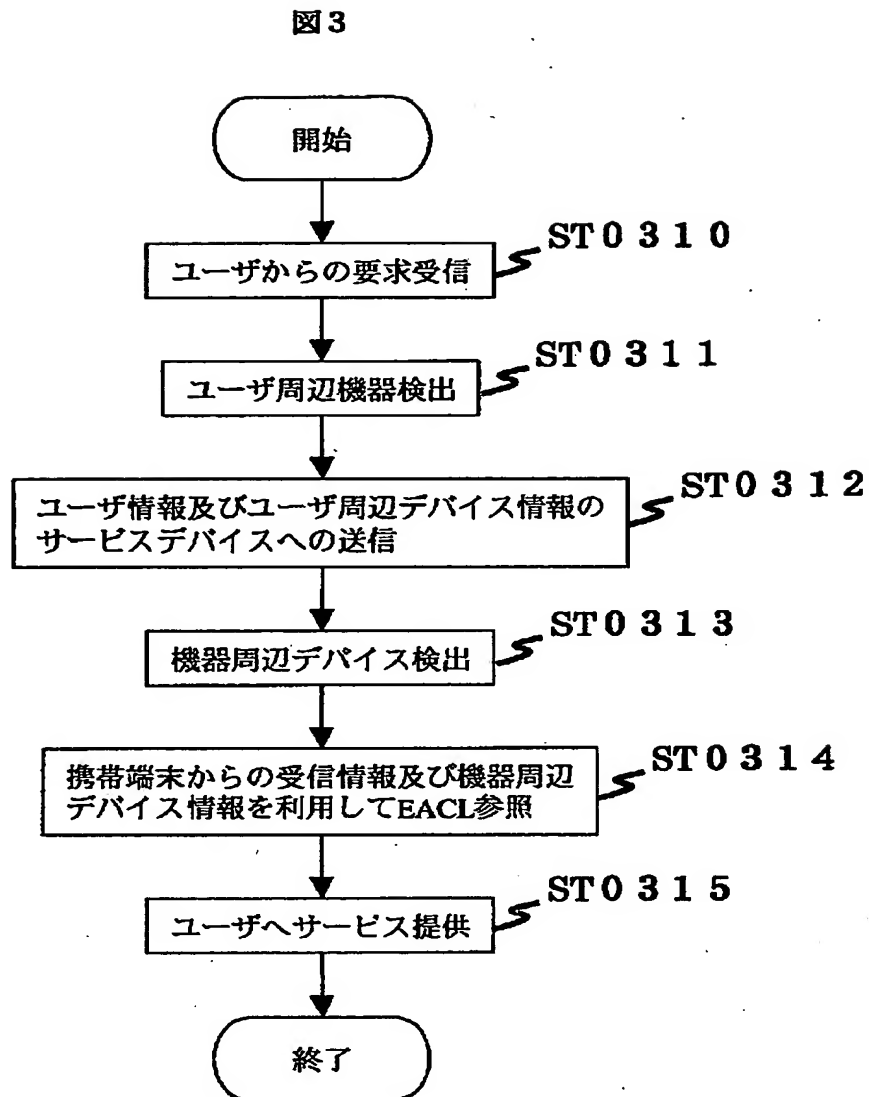 図3
開始
ST0310
ユーザからの要求受信
ST0311
ユーザ周辺機器検出
ST0312
ユーザ情報及びユーザ周辺デバイス情報の
サービスデバイスへの送信
ST0313
機器周辺デバイス検出
ST0314
携帯端末からの受信情報及び機器周辺
デバイス情報を利用してEACL参照
ST0315
ユーザへサービス提供
終了